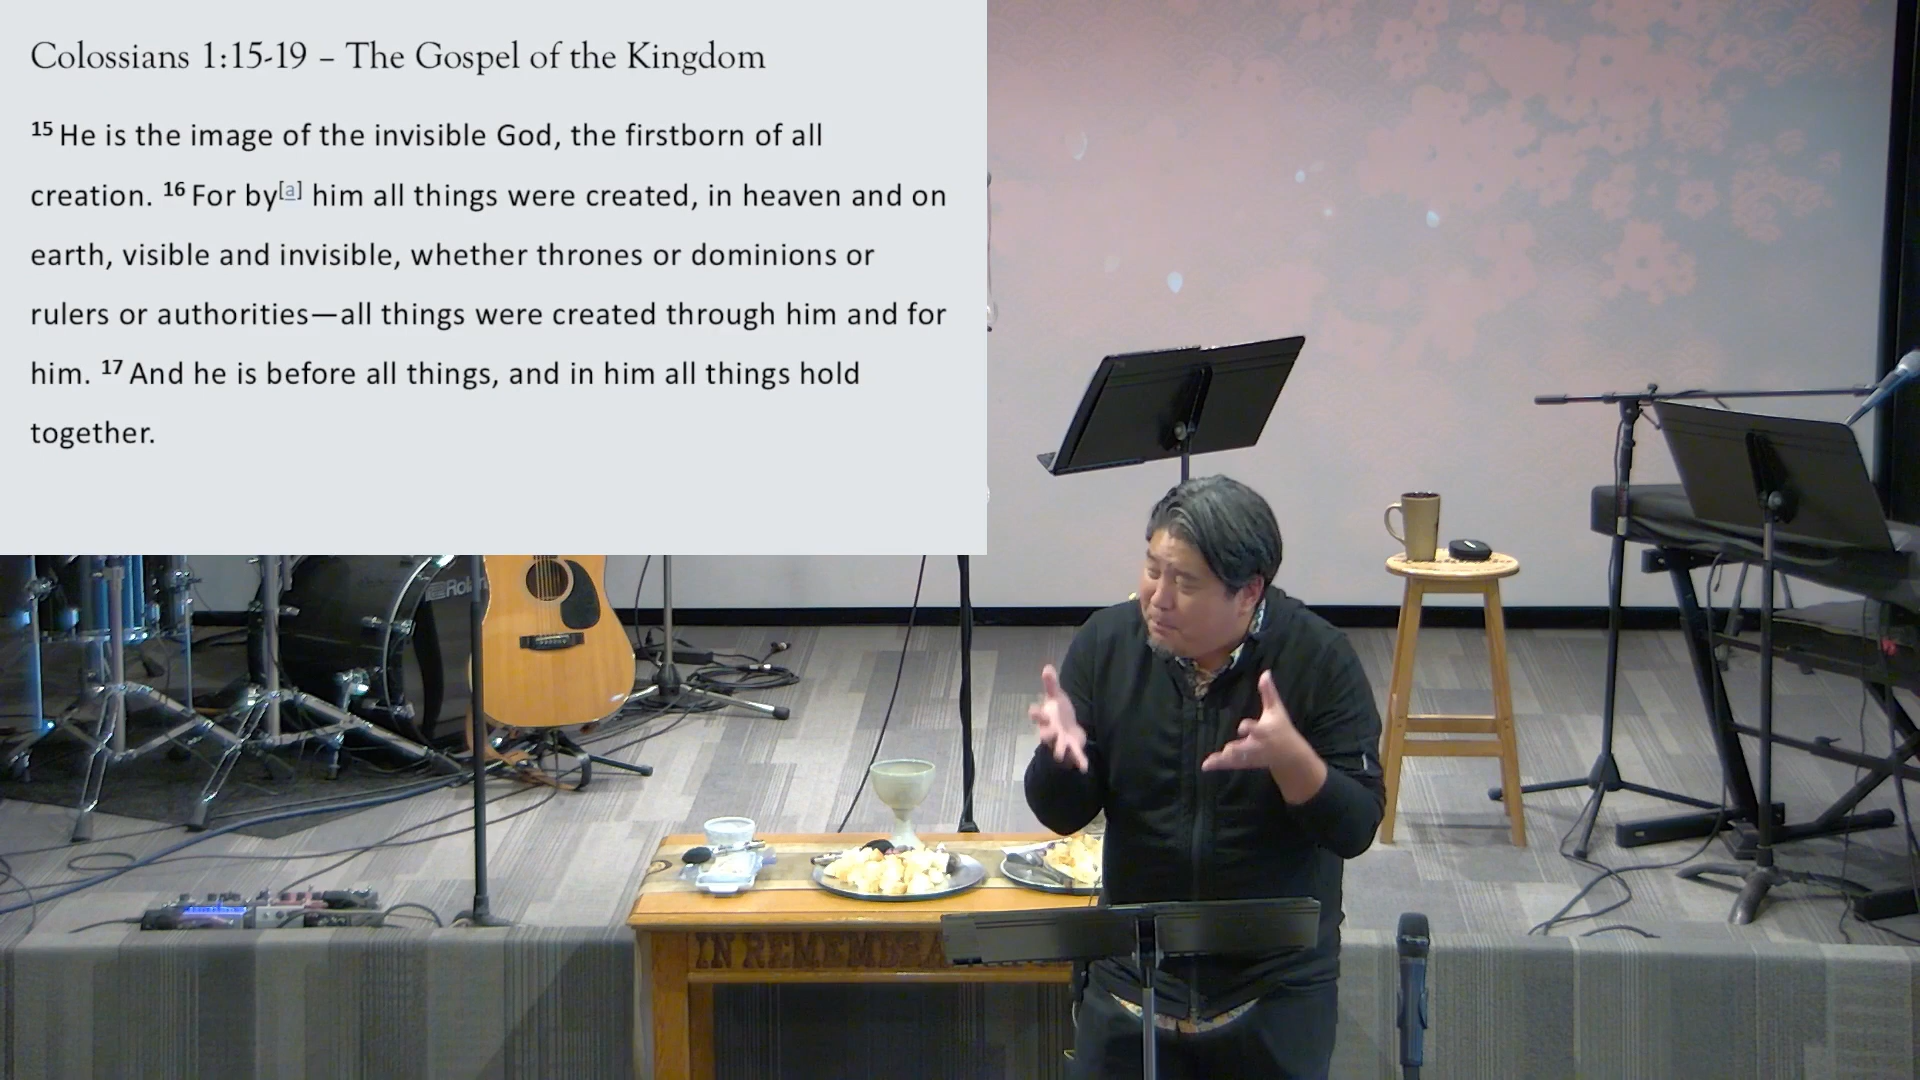 Colossians 1:15-19 – The Gospel of the Kingdom
15 He is the image of the invisible God, the firstborn of all
creation. 16 For by[a] him all things were created, in heaven and on
earth, visible and invisible, whether thrones or dominions or
rulers or authorities—all things were created through him and for
him. 17 And he is before all things, and in him all things hold
together.
IN REMEMBRA